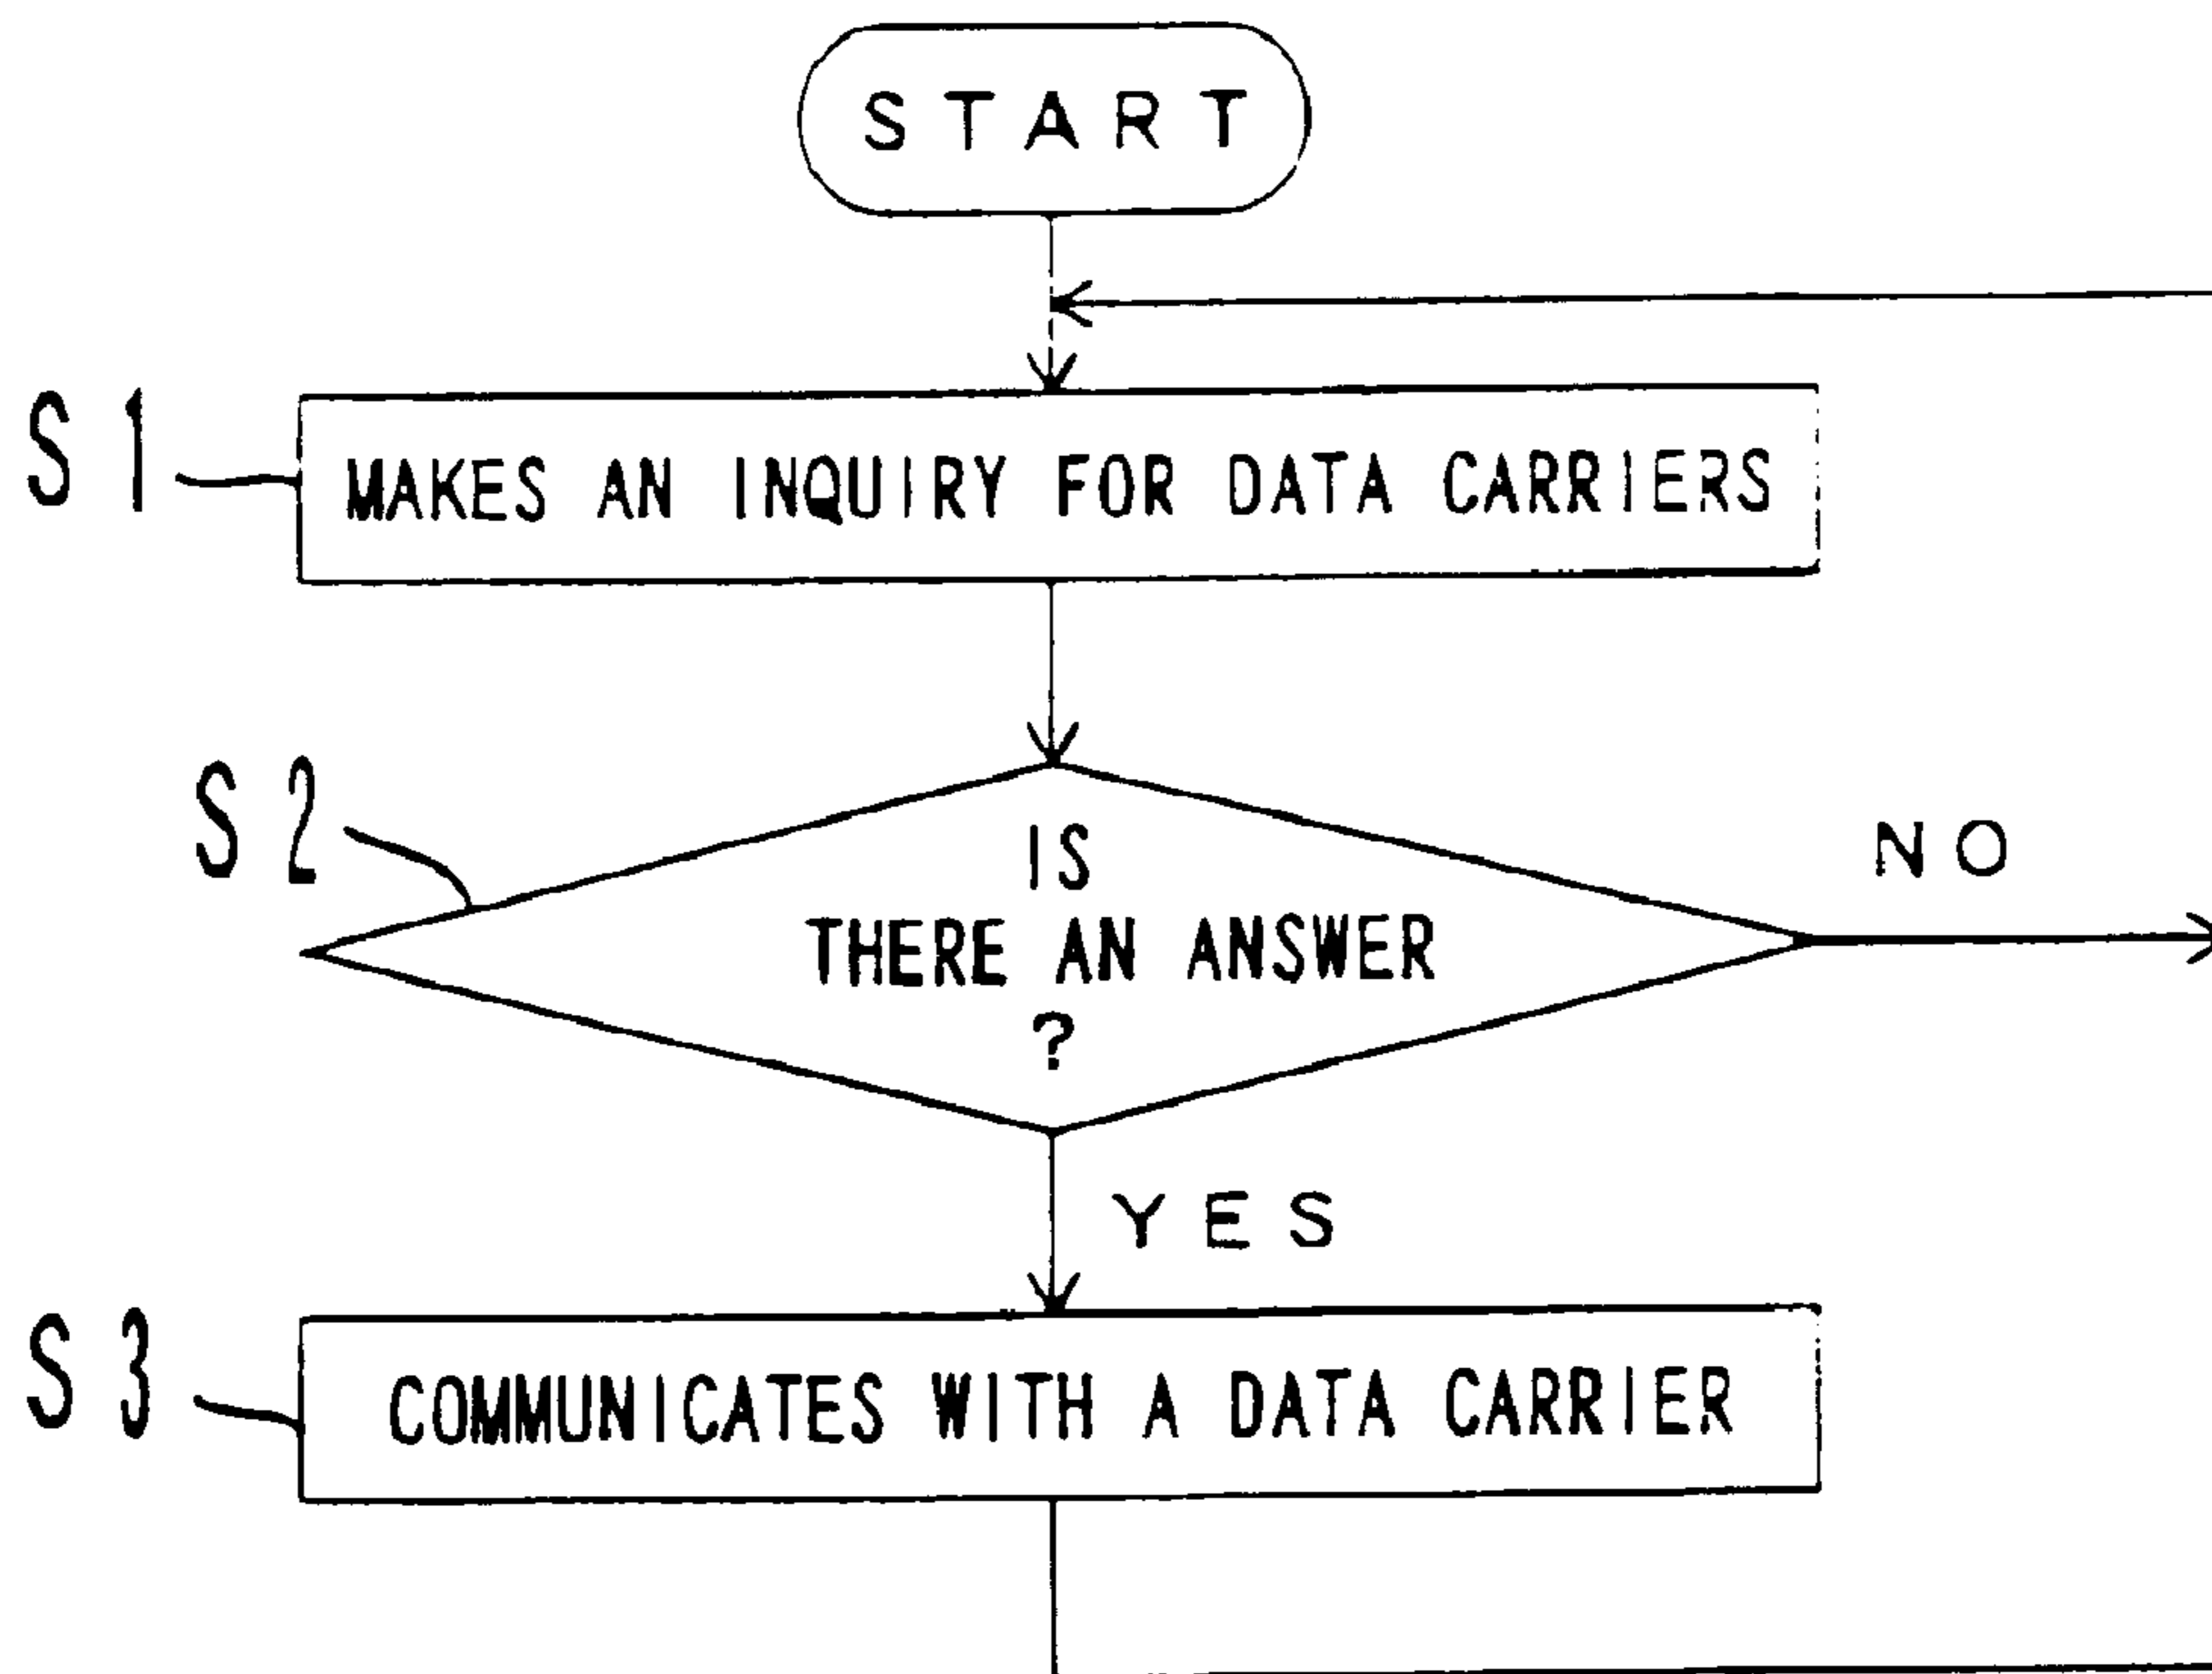 START
S1
MAKES AN INQUIRY FOR DATA CARRIERS
S2
IS
THERE AN ANSWER
?
NO
YES
S3
COMMUNICATES WITH A DATA CARRIER